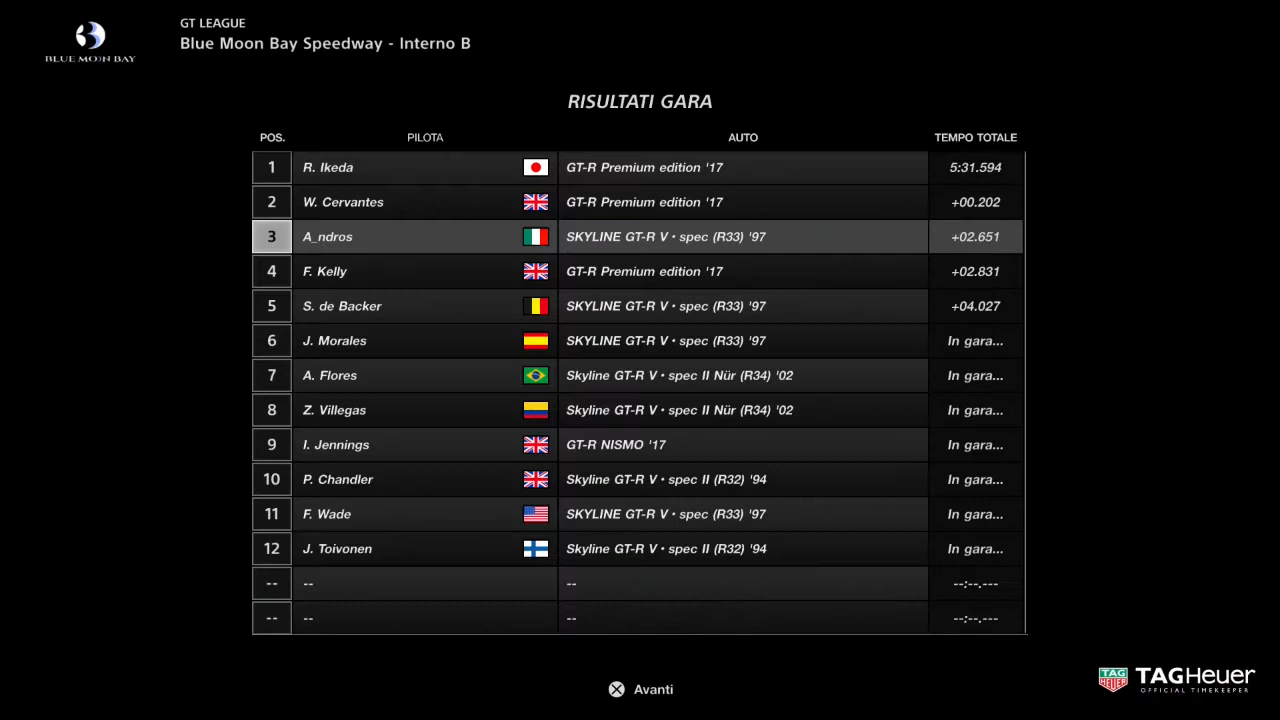 GT LEAGUE
Blue Moon Bay Speedway - Interno B
BLUE MOON BAY
RISULTATI GARA
POS. PILOTA AUTO TEMPO TOTALE
1 R. Ikeda GT-R Premium edition '17 5:31.594
2 W. Cervantes GT-R Premium edition '17 +00.202
3 A_ndros SKYLINE GT-R V • spec (R33) '97 +02.651
4 F. Kelly GT-R Premium edition '17 +02.831
5 S. de Backer SKYLINE GT-R V • spec (R33) '97 +04.027
6 J. Morales SKYLINE GT-R V • spec (R33) '97 In gara...
7 A. Flores Skyline GT-R V • spec II Nür (R34) '02 In gara...
8 Z. Villegas Skyline GT-R V • spec II Nür (R34) '02 In gara...
9 I. Jennings GT-R NISMO '17 In gara...
10 P. Chandler Skyline GT-R V • spec II (R32) '94 In gara...
11 F. Wade SKYLINE GT-R V • spec (R33) '97 In gara...
12 J. Toivonen Skyline GT-R V • spec II (R32) '94 In gara...
-- -- -- --:--.---
-- -- -- --:--.---
Avanti
TAG HEUER TAGHeuer
OFFICIAL TIMEKEEPER